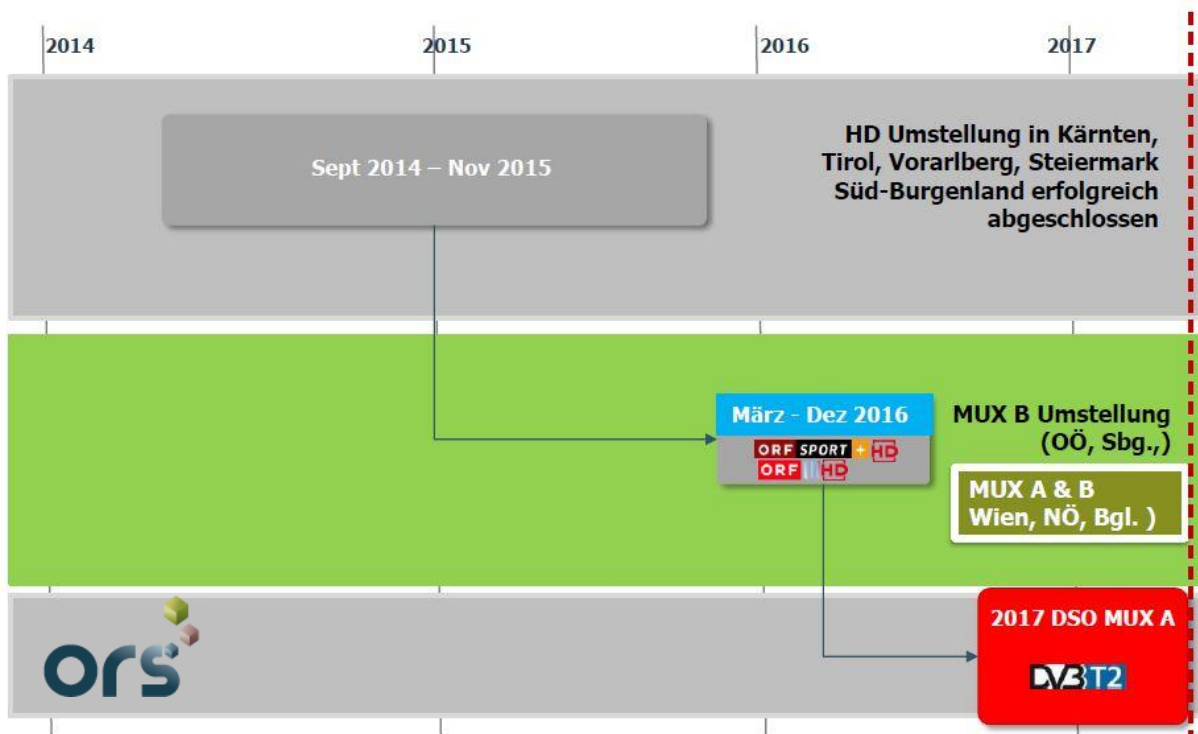 2014
2015
2016
2017
Sept 2014 – Nov 2015
HD Umstellung in Kärnten,
Tirol, Vorarlberg, Steiermark
Süd-Burgenland erfolgreich
abgeschlossen
März - Dez 2016
ORF SPORT + HD
ORF III HD
MUX B Umstellung
(OÖ, Sbg.,)
MUX A & B
Wien, NÖ, Bgl. )
ors
2017 DSO MUX A
DVB T2